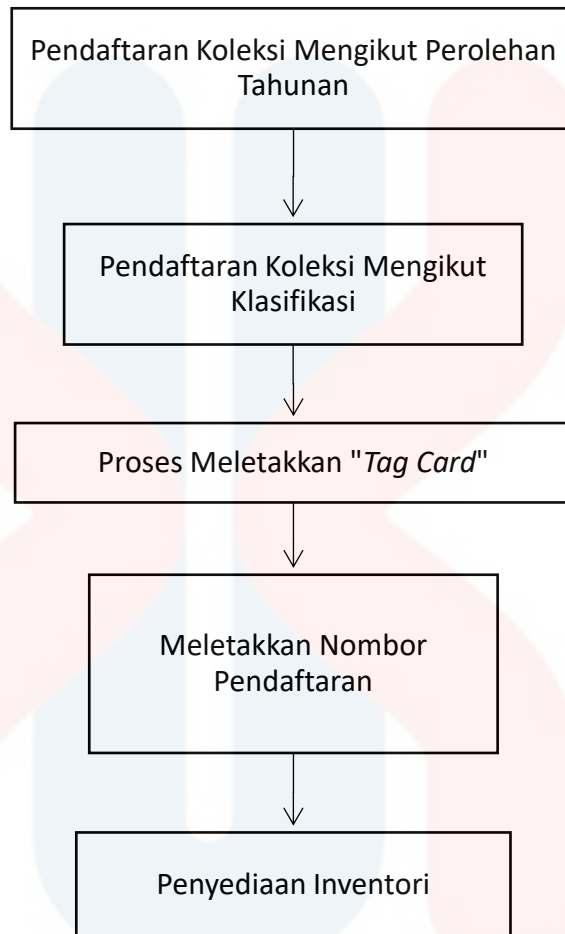 Pendaftaran Koleksi Mengikut Perolehan
Tahunan
Pendaftaran Koleksi Mengikut
Klasifikasi
Proses Meletakkan "Tag Card"
Meletakkan Nombor
Pendaftaran
Penyediaan Inventori